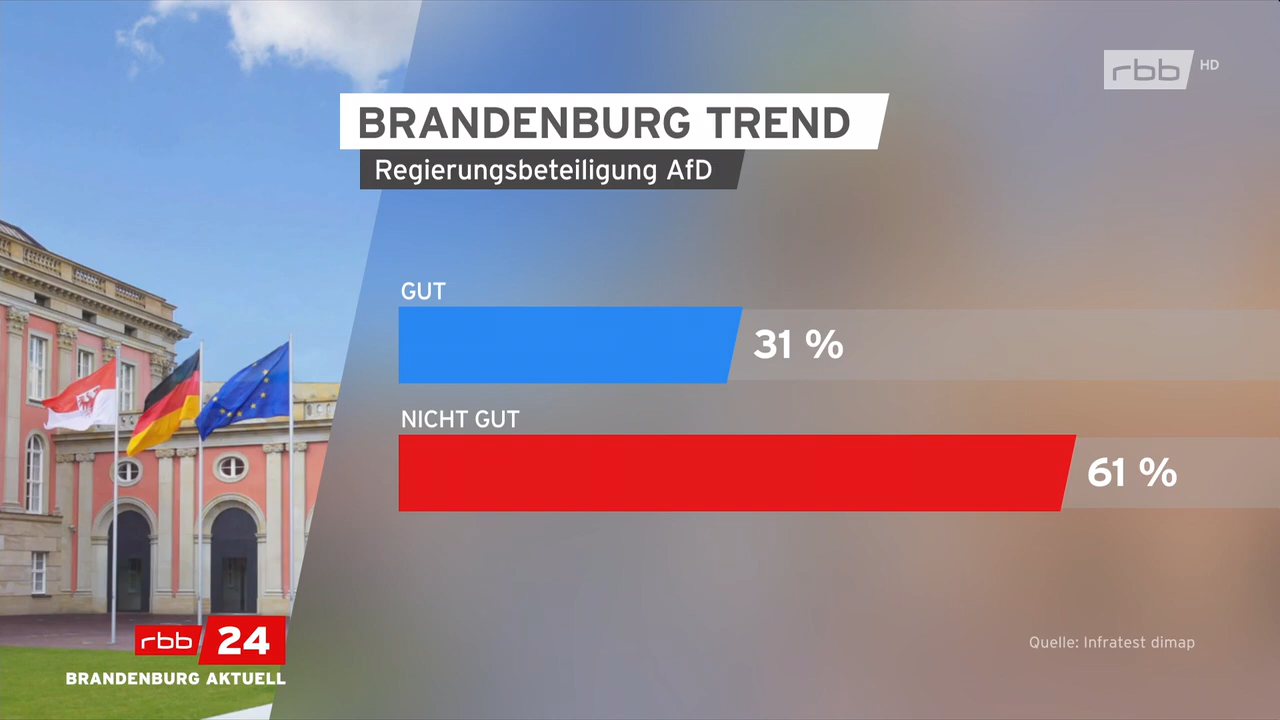 rbb HD
BRANDENBURG TREND
Regierungsbeteiligung AfD
GUT
31 %
NICHT GUT
61 %
Quelle: Infratest dimap
rbb 24
BRANDENBURG AKTUELL